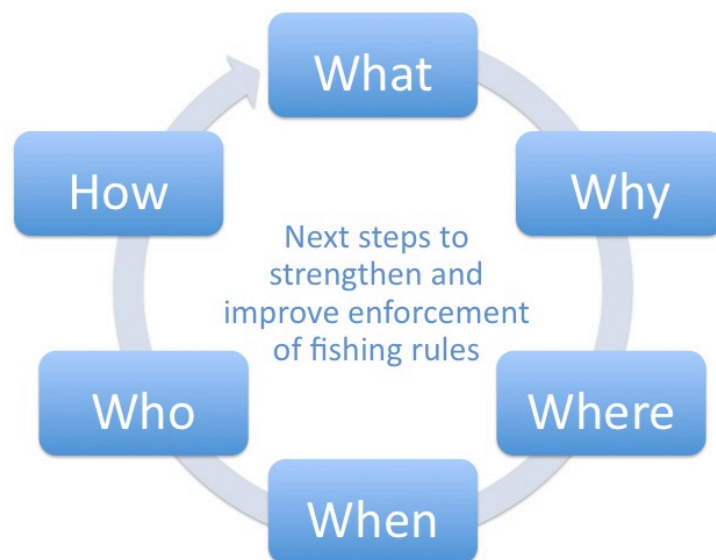 What
Why
Where
When
Who
How
Next steps to
strengthen and
improve enforcement
of fishing rules